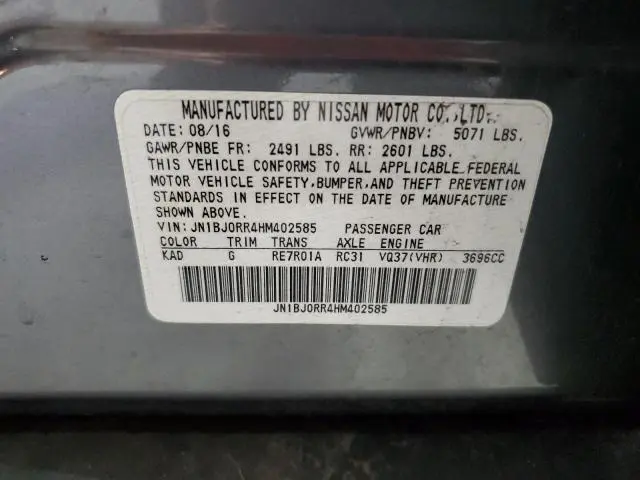 MANUFACTURED BY NISSAN MOTOR CO.,LTD.
DATE: 08/16 GVWR/PNBV: 5071 LBS.
GAWR/PNBE FR: 2491 LBS. RR: 2601 LBS.
THIS VEHICLE CONFORMS TO ALL APPLICABLE FEDERAL
MOTOR VEHICLE SAFETY,BUMPER,AND THEFT PREVENTION
STANDARDS IN EFFECT ON THE DATE OF MANUFACTURE
SHOWN ABOVE.
VIN:JN1BJ0RR4HM402585 PASSENGER CAR
COLOR TRIM TRANS AXLE ENGINE
KAD G RE7R01A RC31 VQ37(VHR) 3696CC
JN1BJ0RR4HM402585